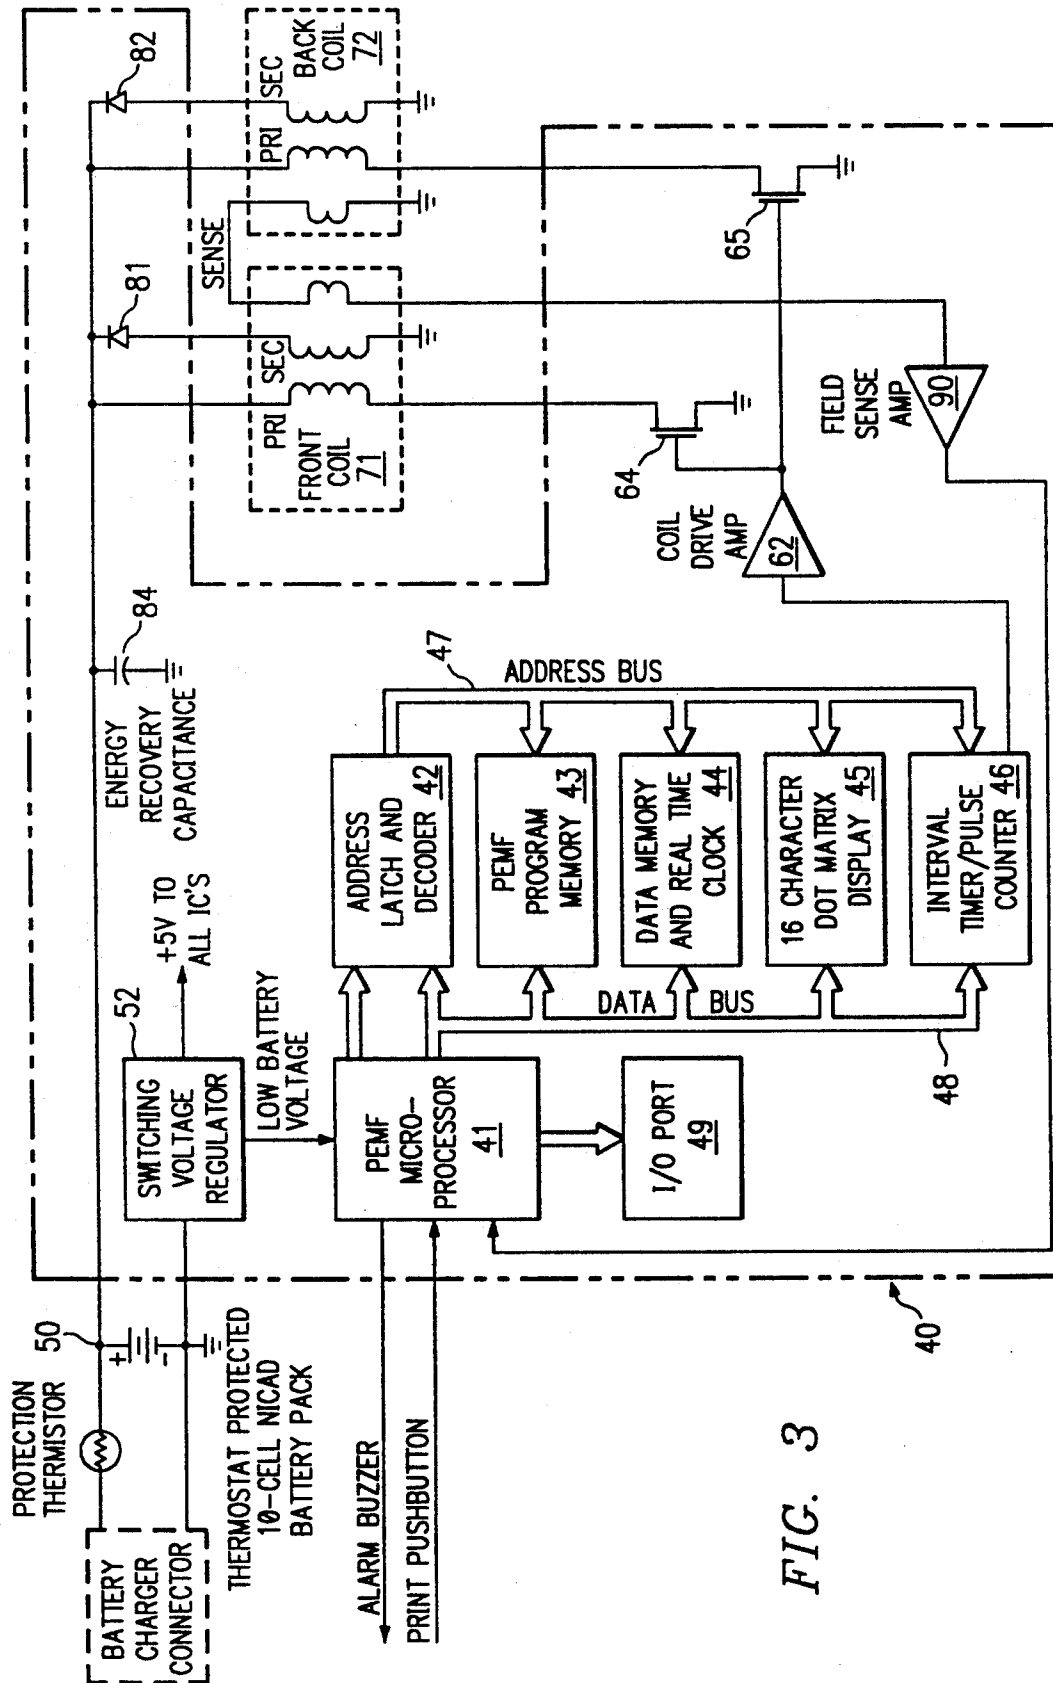 BATTERY
CHARGER
CONNECTOR
PROTECTION
THERMISTOR
50
+
-
THERMOSTAT PROTECTED
10-CELL NICAD
BATTERY PACK
ALARM BUZZER
PRINT PUSHBUTTON
40
SWITCHING
VOLTAGE
REGULATOR
52
+5V TO
ALL IC'S
LOW BATTERY
VOLTAGE
ENERGY
RECOVERY
CAPACITANCE
84
PEMF
MICRO-
PROCESSOR
41
I/O PORT
49
ADDRESS
LATCH AND
DECODER 42
PEMF
PROGRAM
MEMORY 43
DATA MEMORY
AND REAL TIME
CLOCK 44
16 CHARACTER
DOT MATRIX
DISPLAY 45
INTERVAL
TIMER/PULSE
COUNTER 46
DATA BUS
48
ADDRESS BUS
47
COIL
DRIVE
AMP
62
64
65
FIELD
SENSE
AMP
90
PRI
SEC
FRONT
COIL
71
81
SENSE
PRI
SEC
BACK
COIL
72
82
FIG. 3